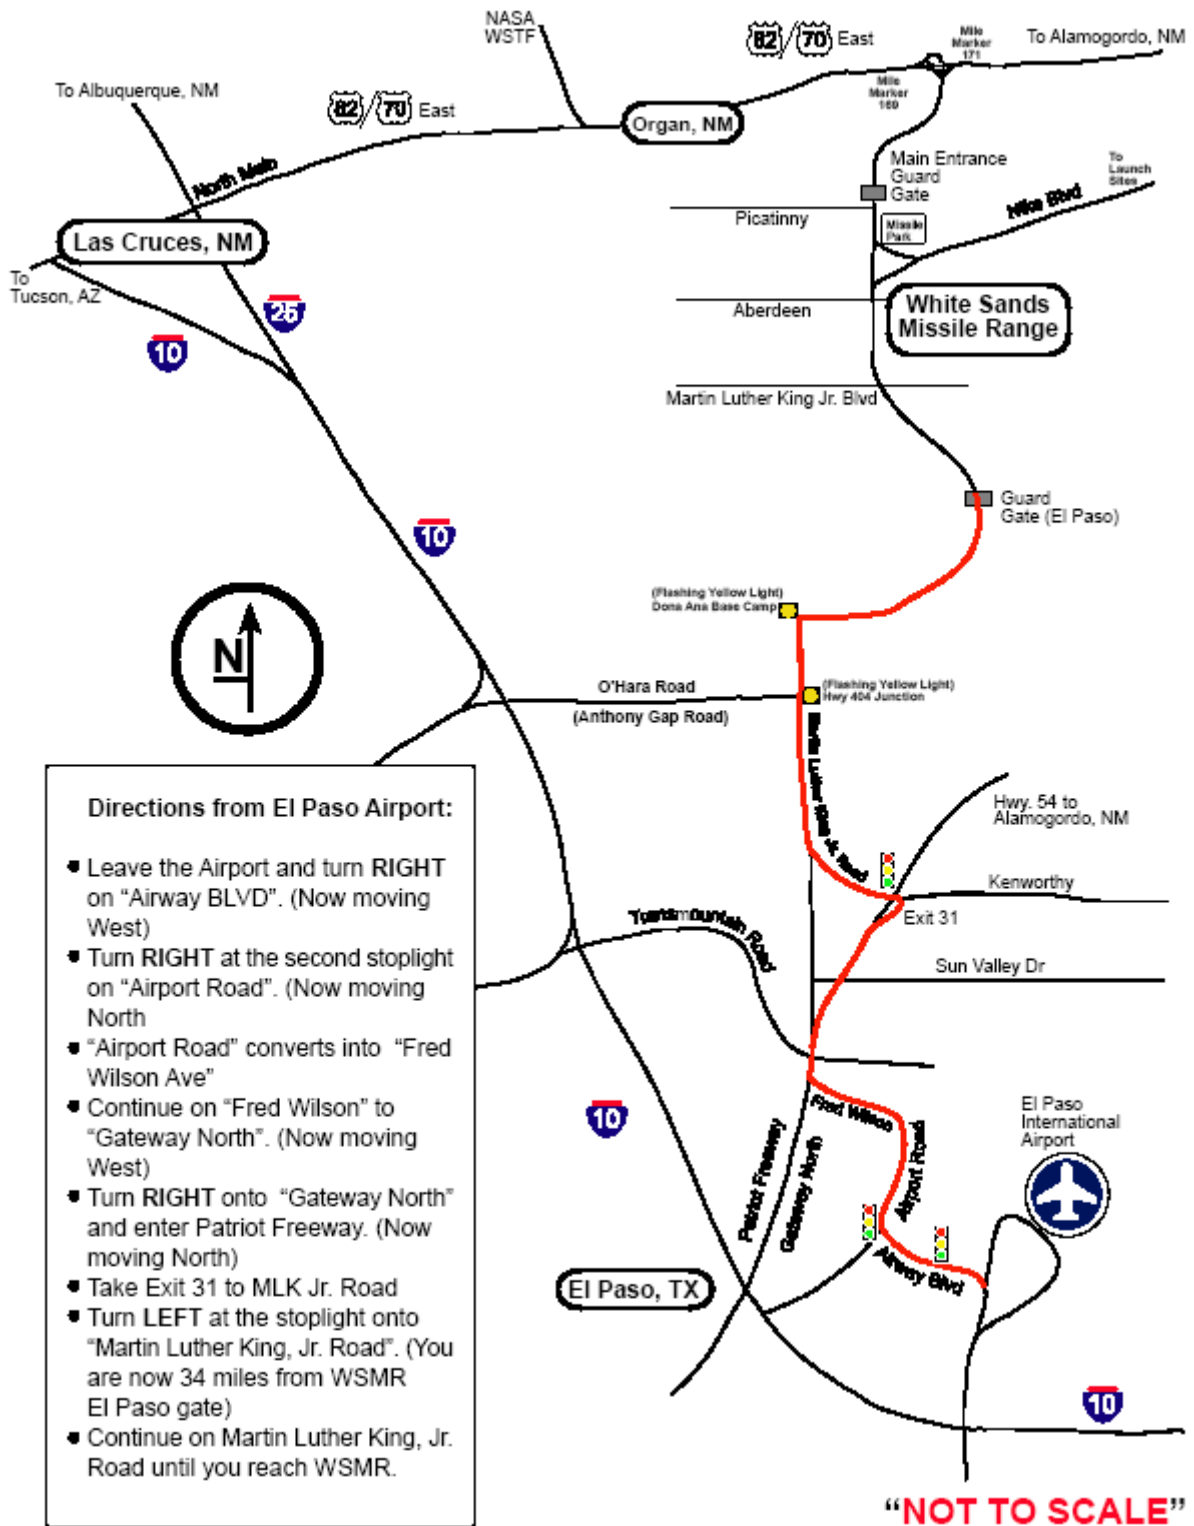 NASA
WSTF
82/70 East
Mile
Marker
171
To Alamogordo, NM
To Albuquerque, NM
82/70 East
Mile
Marker
169
Organ, NM
North Main
Main Entrance
Guard
Gate
To
Launch
Sites
Nike Blvd
Picatinny
Missile
Park
Las Cruces, NM
To
Tucson, AZ
25
10
Aberdeen
White Sands
Missile Range
Martin Luther King Jr. Blvd
10
Guard
Gate (El Paso)
(Flashing Yellow Light)
Dona Ana Base Camp
N
O'Hara Road
(Anthony Gap Road)
(Flashing Yellow Light)
Hwy 404 Junction
Martin Luther King Jr. Road
Hwy. 54 to
Alamogordo, NM
Kenworthy
Exit 31
Transmountain Road
Sun Valley Dr
Directions from El Paso Airport:
• Leave the Airport and turn RIGHT
on “Airway BLVD”. (Now moving
West)
• Turn RIGHT at the second stoplight
on “Airport Road”. (Now moving
North
• “Airport Road” converts into “Fred
Wilson Ave”
• Continue on “Fred Wilson” to
“Gateway North”. (Now moving
West)
• Turn RIGHT onto “Gateway North”
and enter Patriot Freeway. (Now
moving North)
• Take Exit 31 to MLK Jr. Road
• Turn LEFT at the stoplight onto
“Martin Luther King, Jr. Road”. (You
are now 34 miles from WSMR
El Paso gate)
• Continue on Martin Luther King, Jr.
Road until you reach WSMR.
10
Fred Wilson
Patriot Freeway
Gateway North
Airport Road
El Paso
International
Airport
Airway Blvd
El Paso, TX
10
“NOT TO SCALE”